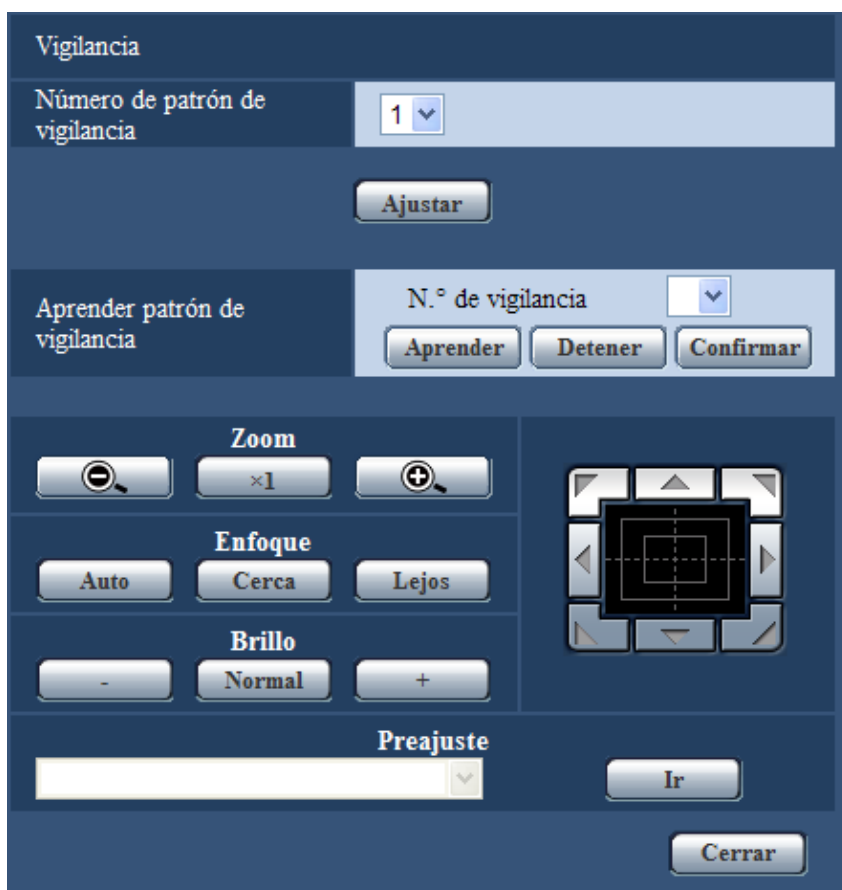 Vigilancia
Número de patrón de
vigilancia
1
Ajustar
Aprender patrón de
vigilancia
N.° de vigilancia
Aprender Detener Confirmar
Zoom
×1
Enfoque
Auto Cerca Lejos
Brillo
- Normal +
Preajuste
Ir
Cerrar